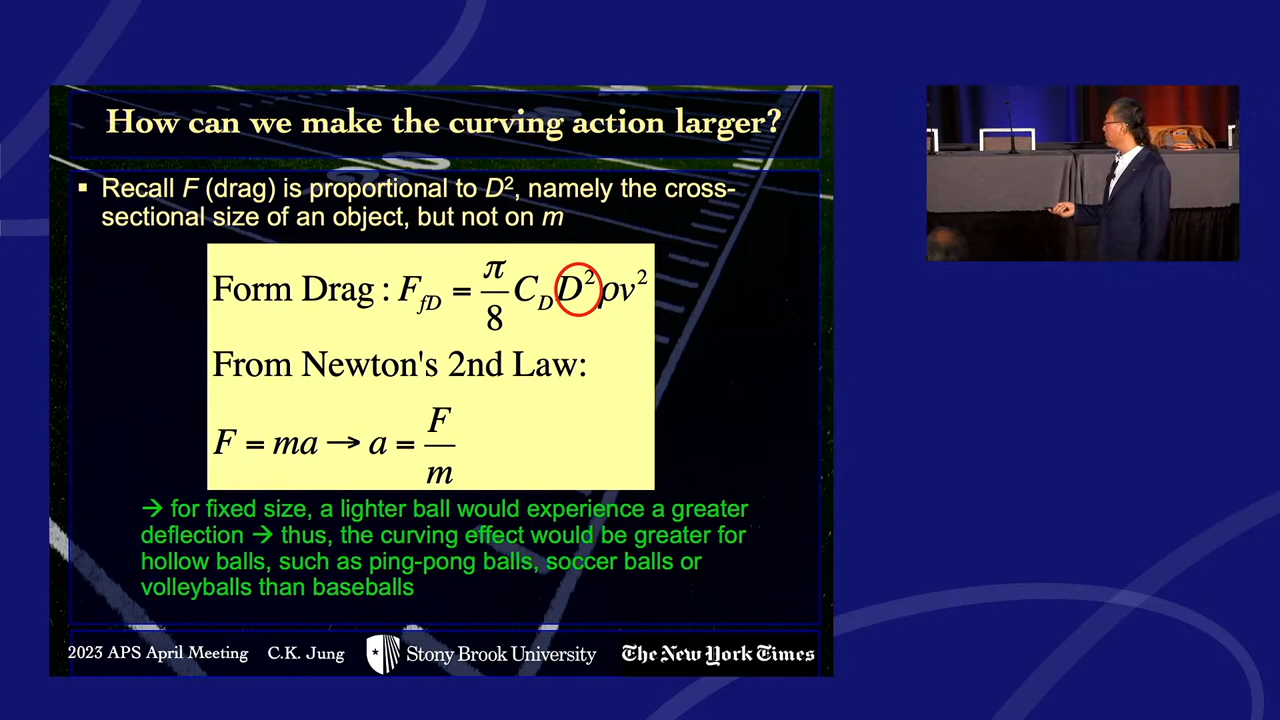 How can we make the curving action larger?
▪ Recall F (drag) is proportional to D², namely the cross-
sectional size of an object, but not on m
Form Drag : F_fD = π/8 C_D D² ρv²
From Newton's 2nd Law:
F = ma → a = F/m
→ for fixed size, a lighter ball would experience a greater
deflection → thus, the curving effect would be greater for
hollow balls, such as ping-pong balls, soccer balls or
volleyballs than baseballs
2023 APS April Meeting C.K. Jung Stony Brook University The New York Times